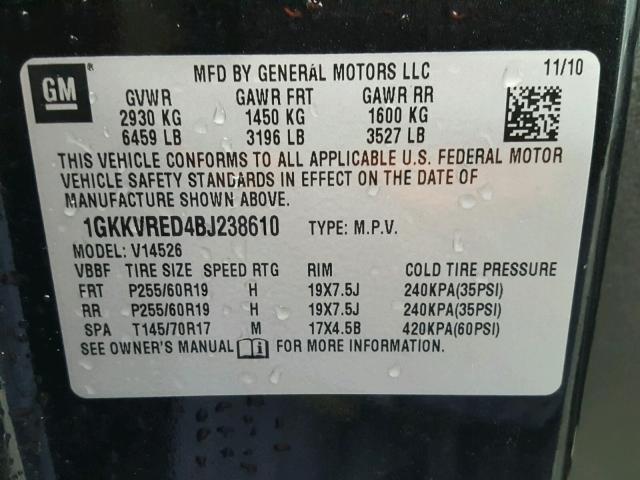 GM ® MFD BY GENERAL MOTORS LLC 11/10
GVWR GAWR FRT GAWR RR
2930 KG 1450 KG 1600 KG
6459 LB 3196 LB 3527 LB
THIS VEHICLE CONFORMS TO ALL APPLICABLE U.S. FEDERAL MOTOR
VEHICLE SAFETY STANDARDS IN EFFECT ON THE DATE OF
MANUFACTURE SHOWN ABOVE.
1GKKVRED4BJ238610 TYPE: M.P.V.
MODEL: V14526
VBBF TIRE SIZE SPEED RTG RIM COLD TIRE PRESSURE
FRT P255/60R19 H 19X7.5J 240KPA(35PSI)
RR P255/60R19 H 19X7.5J 240KPA(35PSI)
SPA T145/70R17 M 17X4.5B 420KPA(60PSI)
SEE OWNER'S MANUAL i FOR MORE INFORMATION.